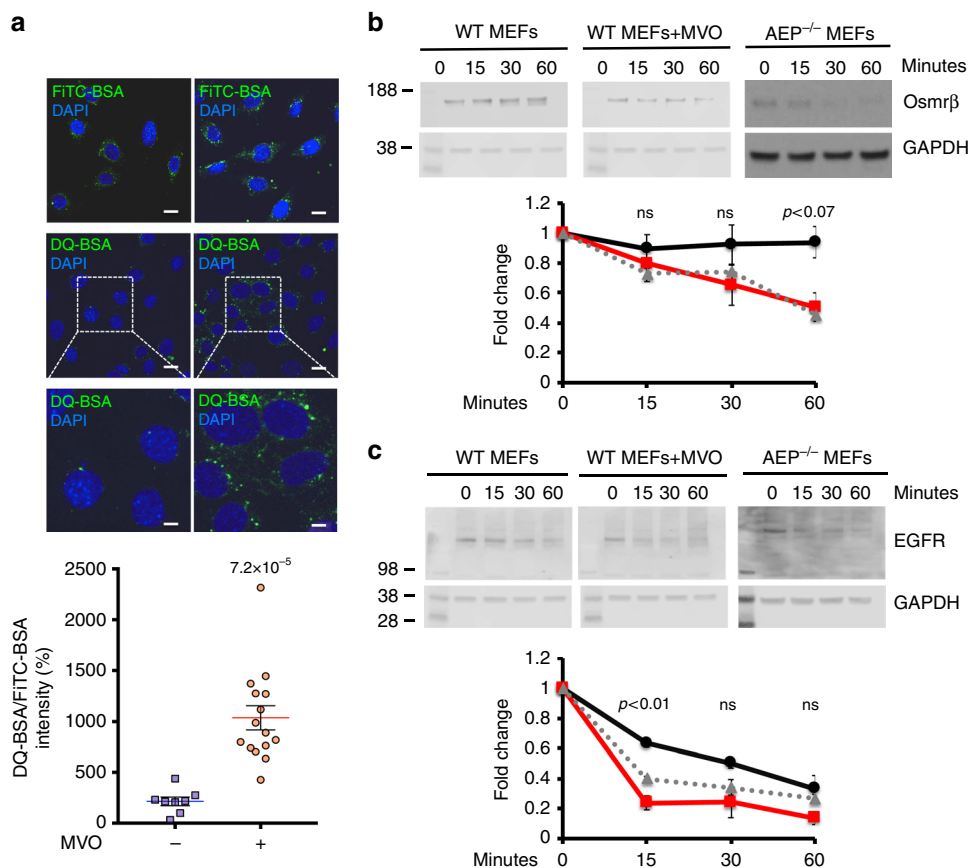 a
FiTC-BSA
DAPI
FiTC-BSA
DAPI
DQ-BSA
DAPI
DQ-BSA
DAPI
DQ-BSA
DAPI
DQ-BSA
DAPI
7.2×10⁻⁵
2500
2000
1500
1000
500
0
DQ-BSA/FiTC-BSA
intensity (%)
MVO
–
+
b
WT MEFs
WT MEFs+MVO
AEP⁻/⁻ MEFs
0 15 30 60
0 15 30 60
0 15 30 60
Minutes
188
38
Osmrβ
GAPDH
1.2
1
0.8
0.6
0.4
0.2
0
Fold change
ns
ns
p<0.07
Minutes
0 15 30 60
c
WT MEFs
WT MEFs+MVO
AEP⁻/⁻ MEFs
0 15 30 60
0 15 30 60
0 15 30 60
Minutes
98
38
28
EGFR
GAPDH
1.2
1
0.8
0.6
0.4
0.2
0
Fold change
p<0.01
ns
ns
Minutes
0 15 30 60